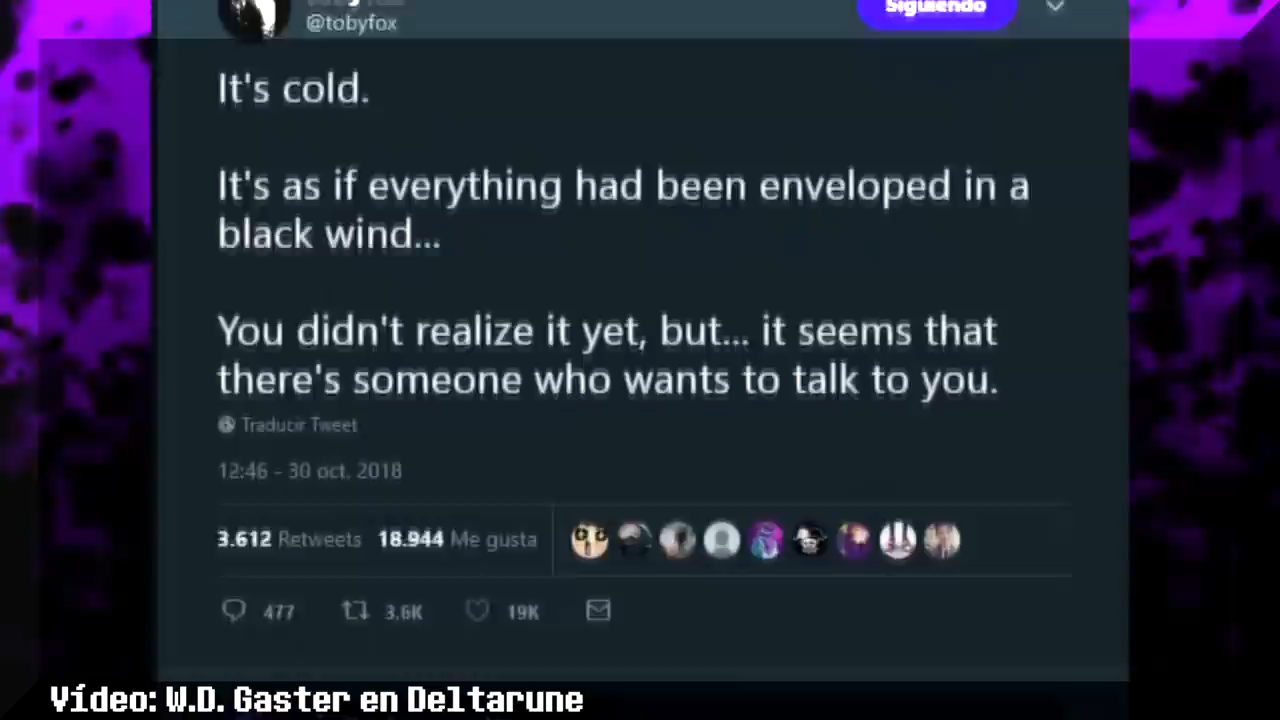 @tobyfox
Siguiendo
It's cold.
It's as if everything had been enveloped in a
black wind...
You didn't realize it yet, but... it seems that
there's someone who wants to talk to you.
Traducir Tweet
12:46 - 30 oct. 2018
3.612 Retweets 18.944 Me gusta
477 3,6K 19K
Vídeo: W.D. Gaster en Deltarune